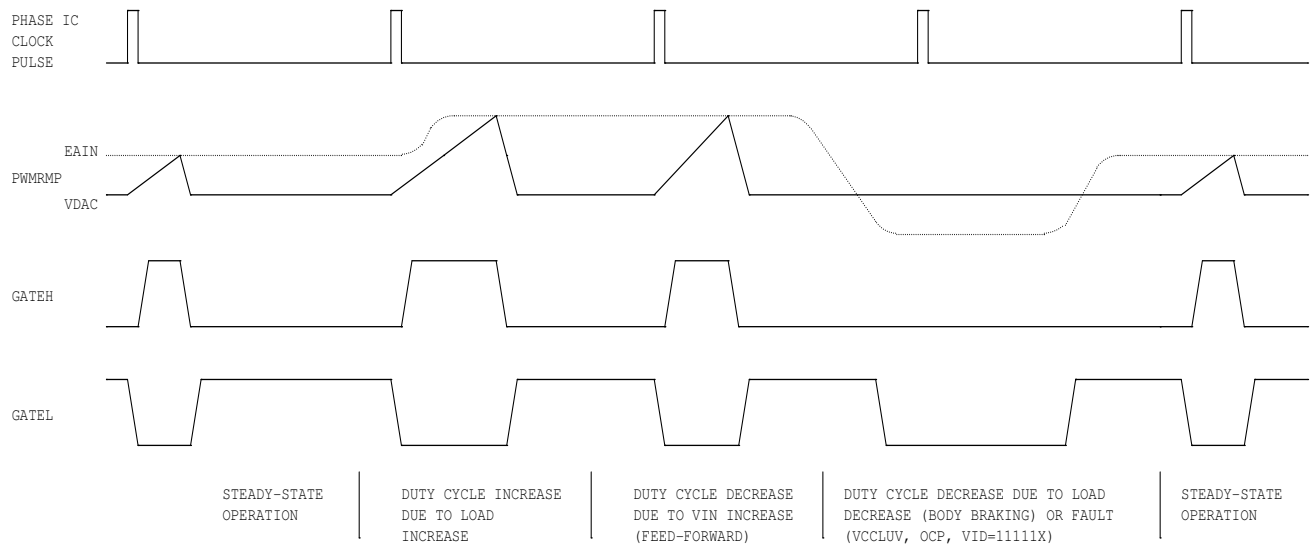 PHASE IC
CLOCK
PULSE
EAIN
PWMRMP
VDAC
GATEH
GATEL
STEADY-STATE
OPERATION
DUTY CYCLE INCREASE
DUE TO LOAD
INCREASE
DUTY CYCLE DECREASE
DUE TO VIN INCREASE
(FEED-FORWARD)
DUTY CYCLE DECREASE DUE TO LOAD
DECREASE (BODY BRAKING) OR FAULT
(VCCLUV, OCP, VID=11111X)
STEADY-STATE
OPERATION